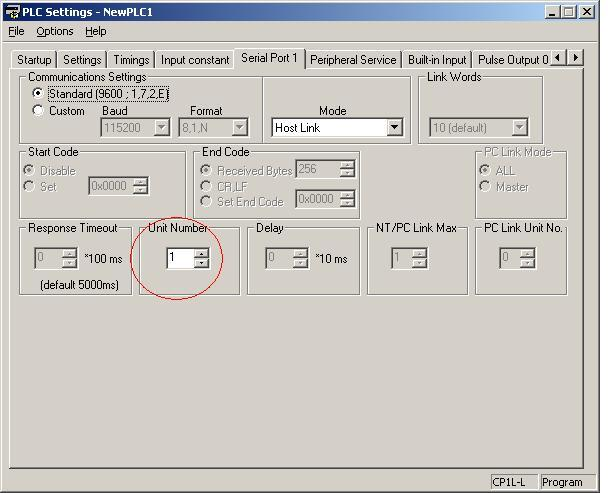 PLC Settings - NewPLC1
File Options Help
Startup Settings Timings Input constant Serial Port 1 Peripheral Service Built-in Input Pulse Output 0
Communications Settings
Standard (9600 ; 1,7,2,E)
Custom Baud Format
115200 8,1,N
Mode
Host Link
Link Words
10 (default)
Start Code
Disable
Set 0x0000
End Code
Received Bytes 256
CR,LF
Set End Code 0x0000
PC Link Mode
ALL
Master
Response Timeout
0 *100 ms
(default 5000ms)
Unit Number
1
Delay
0 *10 ms
NT/PC Link Max
1
PC Link Unit No.
0
CP1L-L Program